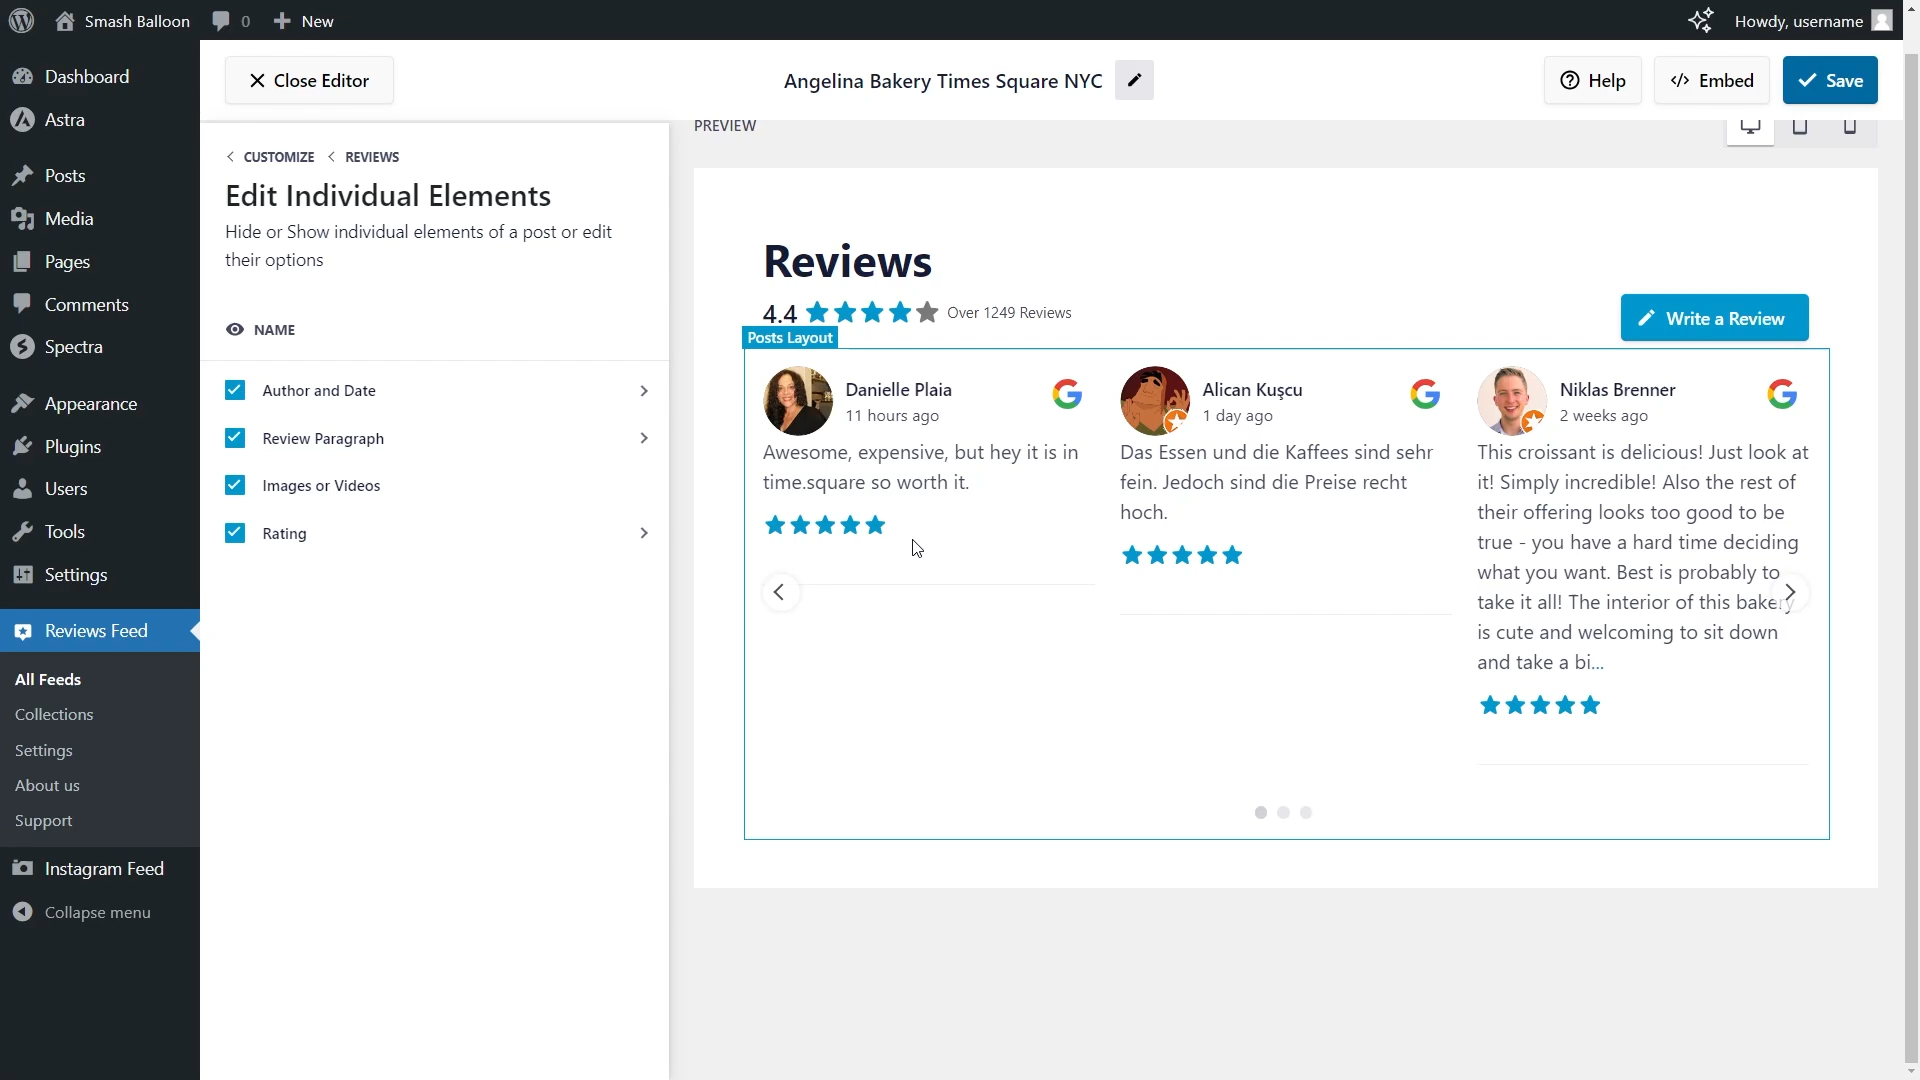 Smash Balloon
0
New
Howdy, username
Dashboard
Astra
Posts
Media
Pages
Comments
Spectra
Appearance
Plugins
Users
Tools
Settings
Reviews Feed
All Feeds
Collections
Settings
About us
Support
Instagram Feed
Collapse menu
Close Editor
Angelina Bakery Times Square NYC
Help
Embed
Save
CUSTOMIZE
REVIEWS
Edit Individual Elements
Hide or Show individual elements of a post or edit
their options
NAME
Author and Date
Review Paragraph
Images or Videos
Rating
PREVIEW
Reviews
4.4
Over 1249 Reviews
Write a Review
Posts Layout
Danielle Plaia
11 hours ago
Awesome, expensive, but hey it is in
time.square so worth it.
Alican Kuşcu
1 day ago
Das Essen und die Kaffees sind sehr
fein. Jedoch sind die Preise recht
hoch.
Niklas Brenner
2 weeks ago
This croissant is delicious! Just look at
it! Simply incredible! Also the rest of
their offering looks too good to be
true - you have a hard time deciding
what you want. Best is probably to
take it all! The interior of this bakery
is cute and welcoming to sit down
and take a bi...